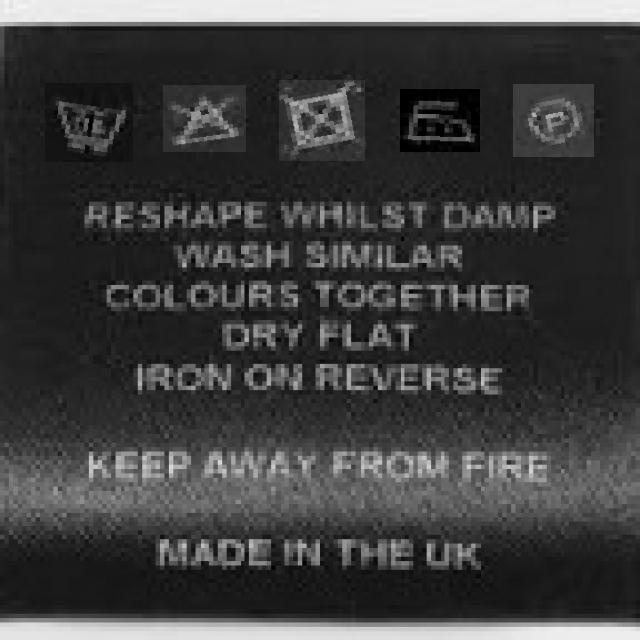 RESHAPE WHILST DAMP
WASH SIMILAR
COLOURS TOGETHER
DRY FLAT
IRON ON REVERSE
KEEP AWAY FROM FIRE
MADE IN THE UK